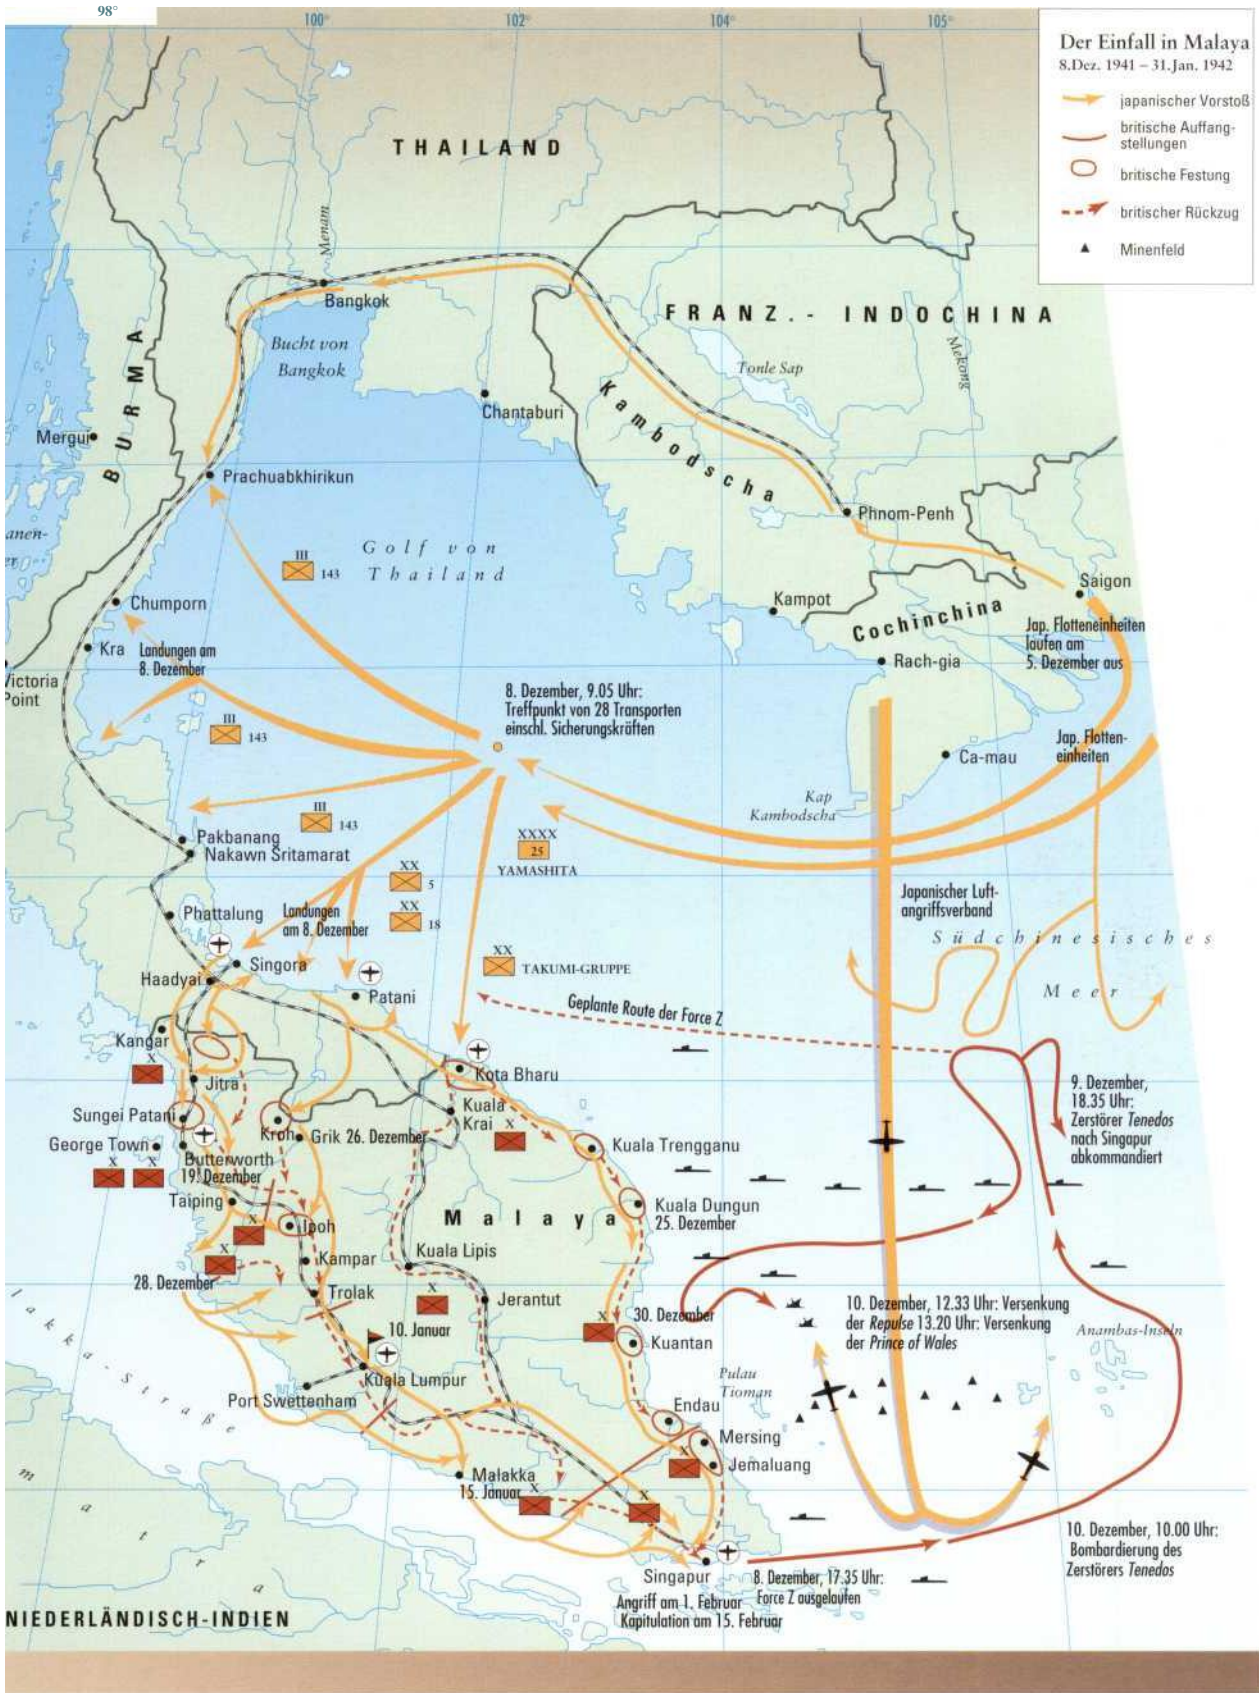 98°
100°
102°
104°
105°
Der Einfall in Malaya
8.Dez. 1941 – 31.Jan. 1942
japanischer Vorstoß
britische Auffang-
stellungen
britische Festung
britischer Rückzug
Minenfeld
THAILAND
Menam
Bangkok
Bucht von
Bangkok
FRANZ.- INDOCHINA
Tonle Sap
Mekong
BURMA
Chantaburi
Kambodscha
Mergui
Prachuabkhirikun
Phnom-Penh
anen-
Golf von
Thailand
III
143
Saigon
Chumporn
Kampot
Cochinchina
Jap. Flotteneinheiten
laufen am
5. Dezember aus
Kra
Landungen am
8. Dezember
Rach-gia
Victoria
Point
8. Dezember, 9.05 Uhr:
Treffpunkt von 28 Transporten
einschl. Sicherungskräften
III
143
Jap. Flotten-
einheiten
Ca-mau
Kap
Kambodscha
III
143
Pakbanang
Nakawn Sritamarat
XXXX
25
YAMASHITA
XX
5
XX
18
Japanischer Luft-
angriffsverband
Phattalung
Landungen
am 8. Dezember
Südchinesisches
Meer
XX
TAKUMI-GRUPPE
Singora
Haadyai
Patani
Geplante Route der Force Z
Kangar
X
Jitra
Kota Bharu
9. Dezember,
18.35 Uhr:
Zerstörer Tenedos
nach Singapur
abkommandiert
Sungei Patani
Kuala
Krai
X
George Town
Kroh
Grik 26. Dezember
Kuala Trengganu
X
X
Butterworth
19. Dezember
Taiping
Kuala Dungun
25. Dezember
Malaya
X
Ipoh
X
Kampar
Kuala Lipis
28. Dezember
Trolak
X
Jerantut
10. Januar
30. Dezember
X
Kuantan
10. Dezember, 12.33 Uhr: Versenkung
der Repulse 13.20 Uhr: Versenkung
der Prince of Wales
Anambas-Inseln
lakka-Straße
Kuala Lumpur
Port Swettenham
Pulau
Tioman
Endau
Mersing
X
Jemaluang
Malakka
15. Januar
X
X
matra
Singapur
Angriff am 1. Februar
Kapitulation am 15. Februar
8. Dezember, 17.35 Uhr:
Force Z ausgelaufen
10. Dezember, 10.00 Uhr:
Bombardierung des
Zerstörers Tenedos
NIEDERLÄNDISCH-INDIEN